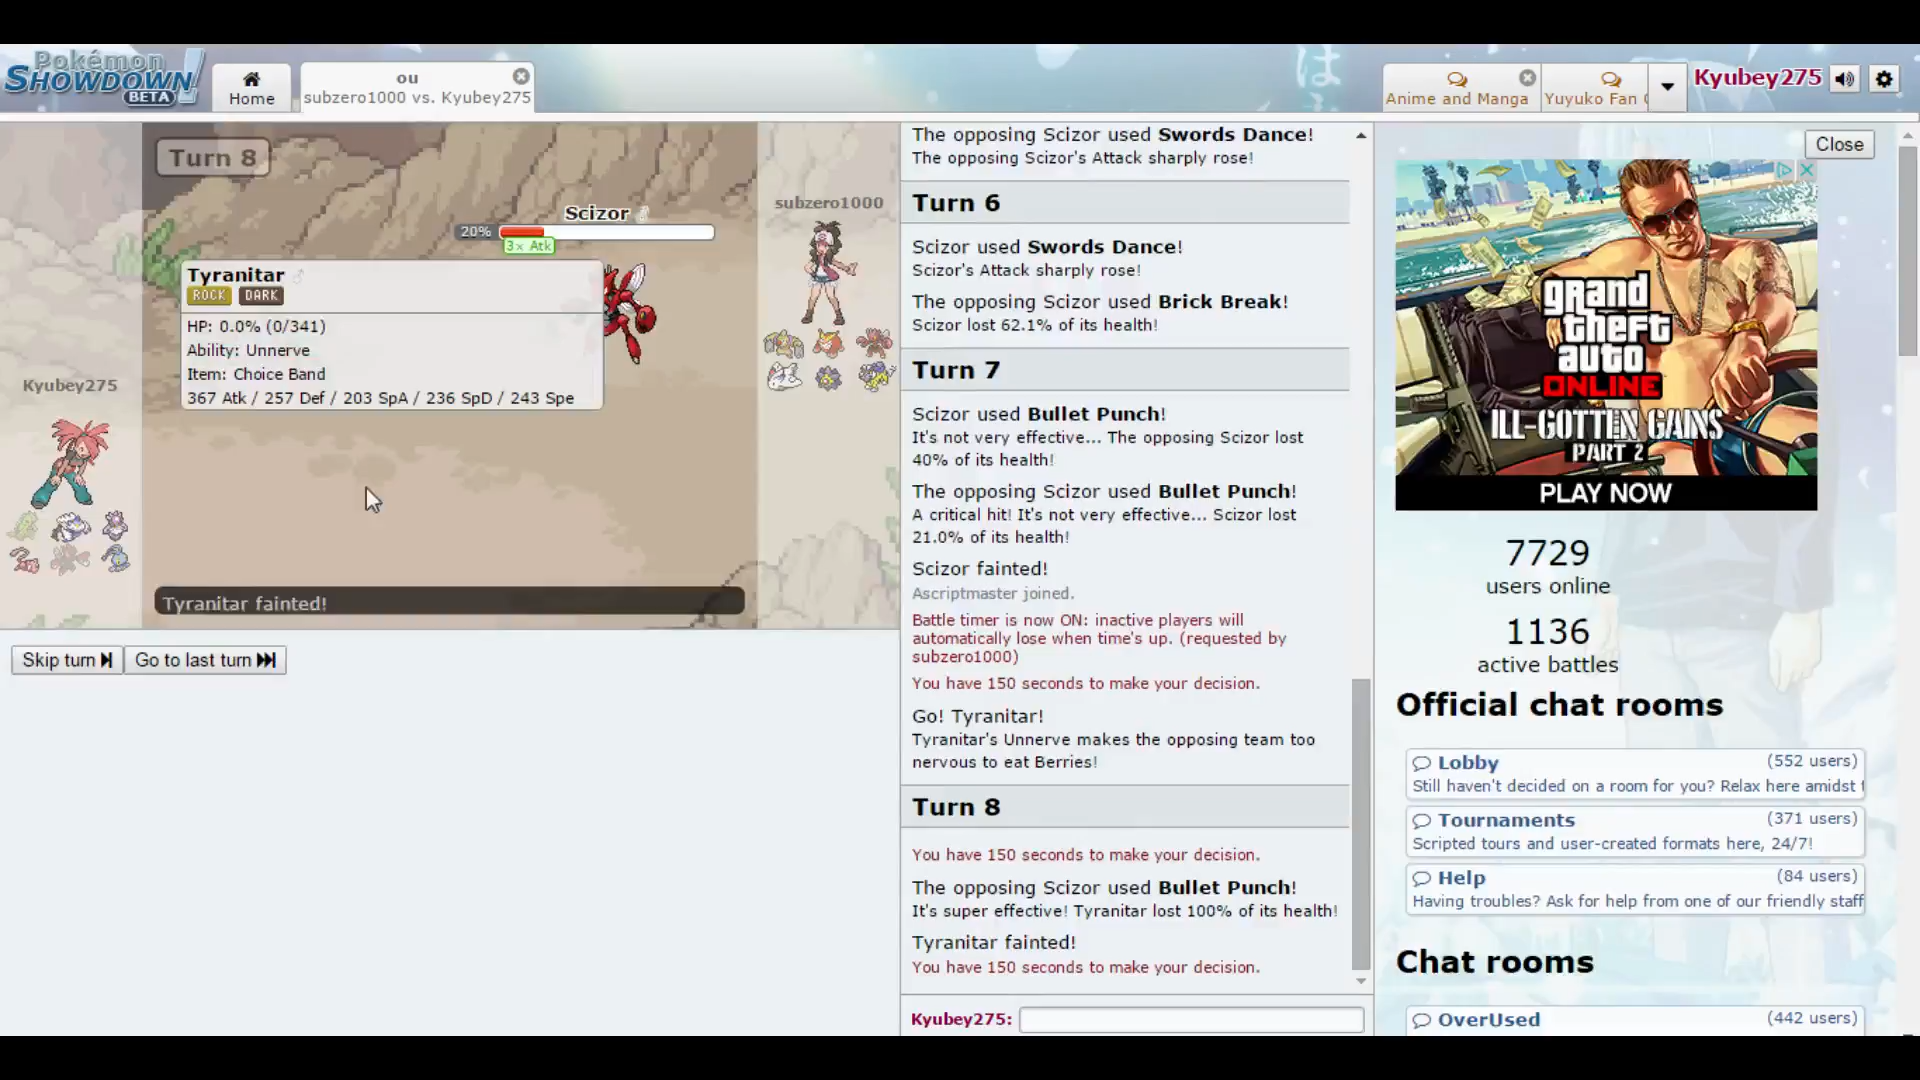 Pokémon
SHOWDOWN!
BETA
Home
ou
subzero1000 vs. Kyubey275
Anime and Manga
Yuyuko Fan
Kyubey275
Turn 8
Scizor
20%
3× Atk
subzero1000
Kyubey275
Tyranitar
ROCK DARK
HP: 0.0% (0/341)
Ability: Unnerve
Item: Choice Band
367 Atk / 257 Def / 203 SpA / 236 SpD / 243 Spe
Tyranitar fainted!
Skip turn
Go to last turn
The opposing Scizor used Swords Dance!
The opposing Scizor's Attack sharply rose!
Turn 6
Scizor used Swords Dance!
Scizor's Attack sharply rose!
The opposing Scizor used Brick Break!
Scizor lost 62.1% of its health!
Turn 7
Scizor used Bullet Punch!
It's not very effective... The opposing Scizor lost
40% of its health!
The opposing Scizor used Bullet Punch!
A critical hit! It's not very effective... Scizor lost
21.0% of its health!
Scizor fainted!
Ascriptmaster joined.
Battle timer is now ON: inactive players will
automatically lose when time's up. (requested by
subzero1000)
You have 150 seconds to make your decision.
Go! Tyranitar!
Tyranitar's Unnerve makes the opposing team too
nervous to eat Berries!
Turn 8
You have 150 seconds to make your decision.
The opposing Scizor used Bullet Punch!
It's super effective! Tyranitar lost 100% of its health!
Tyranitar fainted!
You have 150 seconds to make your decision.
Kyubey275:
Close
grand
theft
auto
ONLINE
ILL-GOTTEN GAINS
PART 2
PLAY NOW
7729
users online
1136
active battles
Official chat rooms
Lobby (552 users)
Still haven't decided on a room for you? Relax here amidst
Tournaments (371 users)
Scripted tours and user-created formats here, 24/7!
Help (84 users)
Having troubles? Ask for help from one of our friendly staff
Chat rooms
OverUsed (442 users)